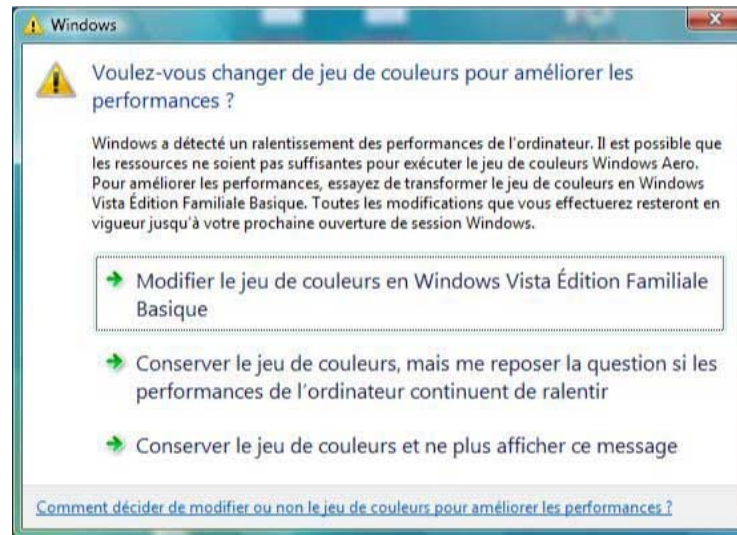 Windows
Voulez-vous changer de jeu de couleurs pour améliorer les
performances ?
Windows a détecté un ralentissement des performances de l'ordinateur. Il est possible que
les ressources ne soient pas suffisantes pour exécuter le jeu de couleurs Windows Aero.
Pour améliorer les performances, essayez de transformer le jeu de couleurs en Windows
Vista Édition Familiale Basique. Toutes les modifications que vous effectuerez resteront en
vigueur jusqu'à votre prochaine ouverture de session Windows.
Modifier le jeu de couleurs en Windows Vista Édition Familiale
Basique
Conserver le jeu de couleurs, mais me reposer la question si les
performances de l'ordinateur continuent de ralentir
Conserver le jeu de couleurs et ne plus afficher ce message
Comment décider de modifier ou non le jeu de couleurs pour améliorer les performances ?